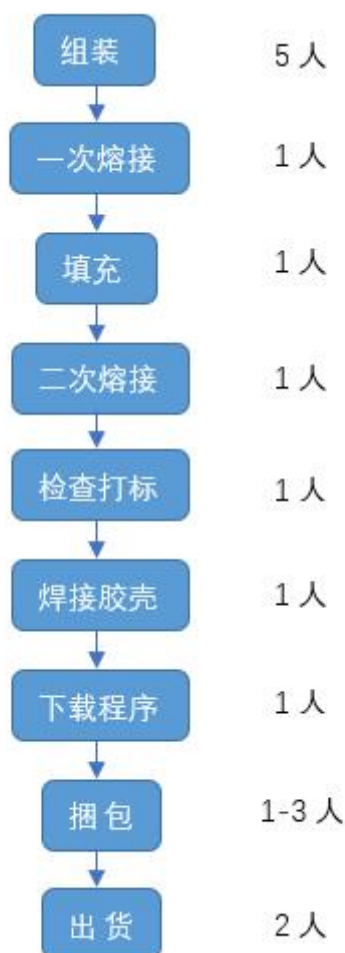 组装 5人
一次熔接 1人
填充 1人
二次熔接 1人
检查打标 1人
焊接胶壳 1人
下载程序 1人
捆包 1-3人
出货 2人